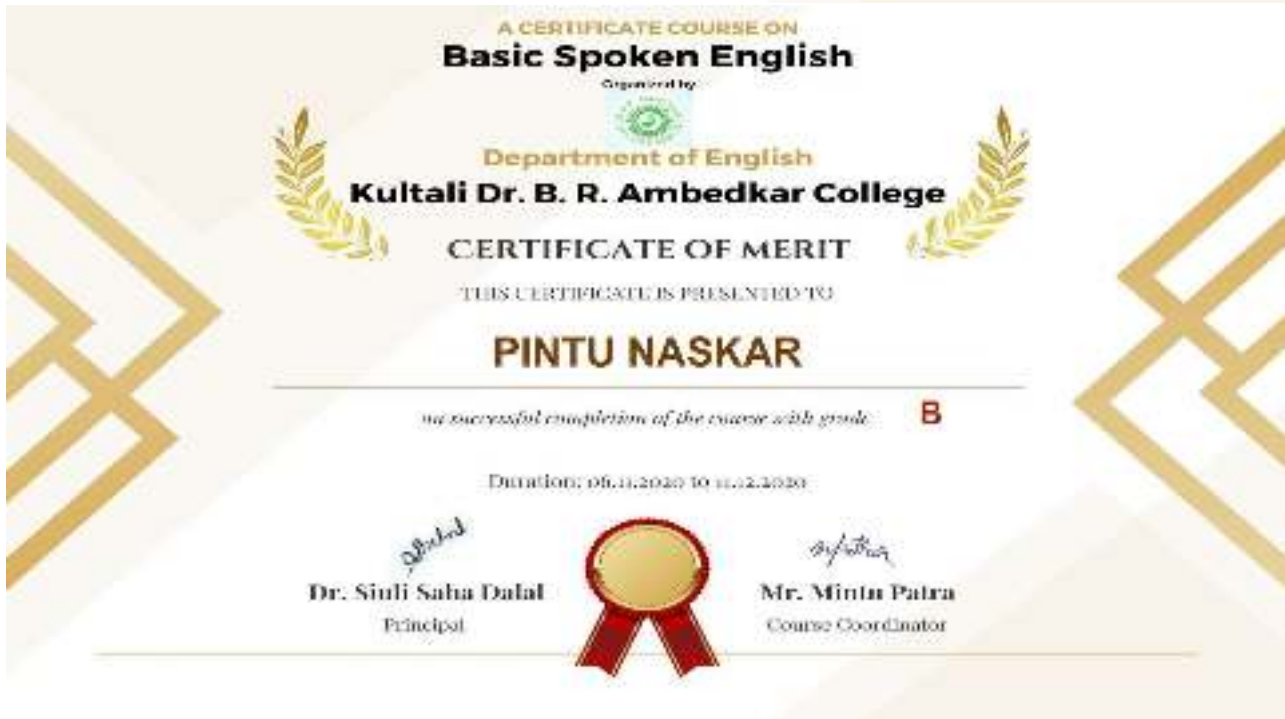 A CERTIFICATE COURSE ON
Basic Spoken English
Organized by
Department of English
Kultali Dr. B. R. Ambedkar College
CERTIFICATE OF MERIT
THIS CERTIFICATE IS PRESENTED TO
PINTU NASKAR
on successful completion of the course with grade B
Duration: 06.11.2020 to 11.12.2020
Dr. Siuli Saha Dalal Mr. Mintu Patra
Principal Course Coordinator